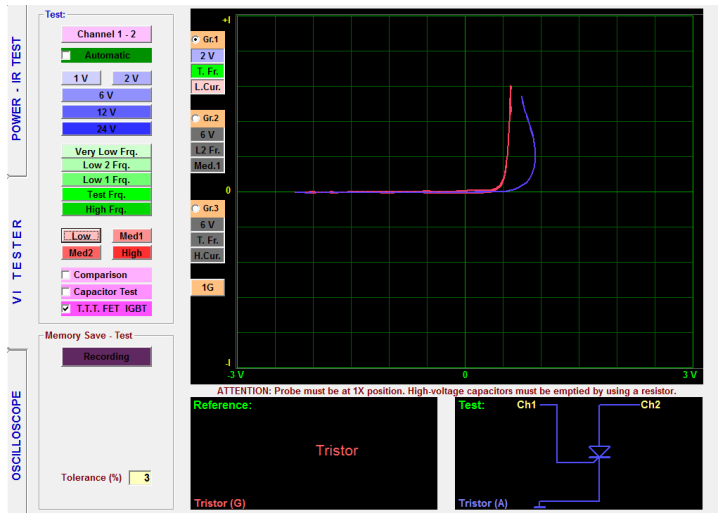 POWER - IR TEST
VI TESTER
OSCILLOSCOPE
Test:
Channel 1 - 2
Automatic
1 V
2 V
6 V
12 V
24 V
Very Low Frq.
Low 2 Frq.
Low 1 Frq.
Test Frq.
High Frq.
Low
Med1
Med2
High
Comparison
Capacitor Test
T.T.T. FET IGBT
Memory Save - Test
Recording
Tolerance (%)
3
Gr.1
2 V
T. Fr.
L.Cur.
Gr.2
6 V
L2 Fr.
Med.1
Gr.3
6 V
T. Fr.
H.Cur.
1G
+I
0
-I
-3 V
0
3 V
ATTENTION: Probe must be at 1X position. High-voltage capacitors must be emptied by using a resistor.
Reference:
Tristor
Tristor (G)
Test:
Ch1
Ch2
Tristor (A)